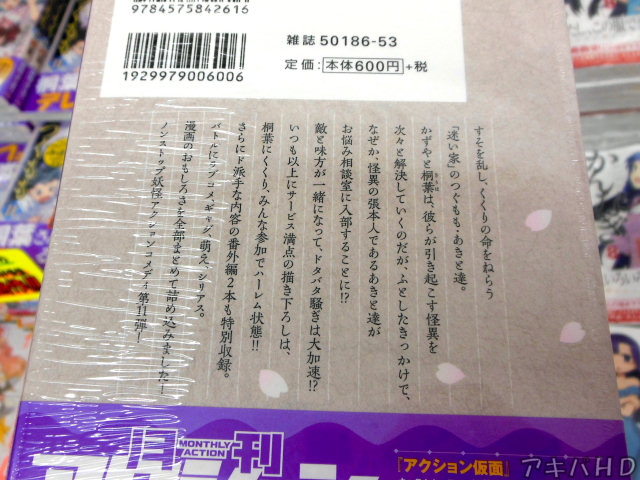 9784575842616
1929979006006
雑誌 50186-53
定価：本体600円+税
すそを乱し、くくりの命をねらう
『迷い家』のつぐもも・あきと達。
かずやと桐葉は、彼らが引き起こす怪異を
次々と解決していくのだが、ふとしたきっかけで、
なぜか、怪異の張本人であるあきと達が
お悩み相談室に入部することに!?
敵と味方が一緒になって、ドタバタ騒ぎは大加速!?
いつも以上にサービス満点の描き下ろしは、
桐葉にくくり、みんな参加でハーレム状態!!
さらにド派手な内容の番外編2本も特別収録。
バトルにラブコメ、ギャグ、萌え、シリアス。
漫画のおもしろさを全部まとめて詰め込みました！
ノンストップ妖怪アクションコメディ第11弾！
月刊
MONTHLY ACTION
『アクション仮面』
アキハHD